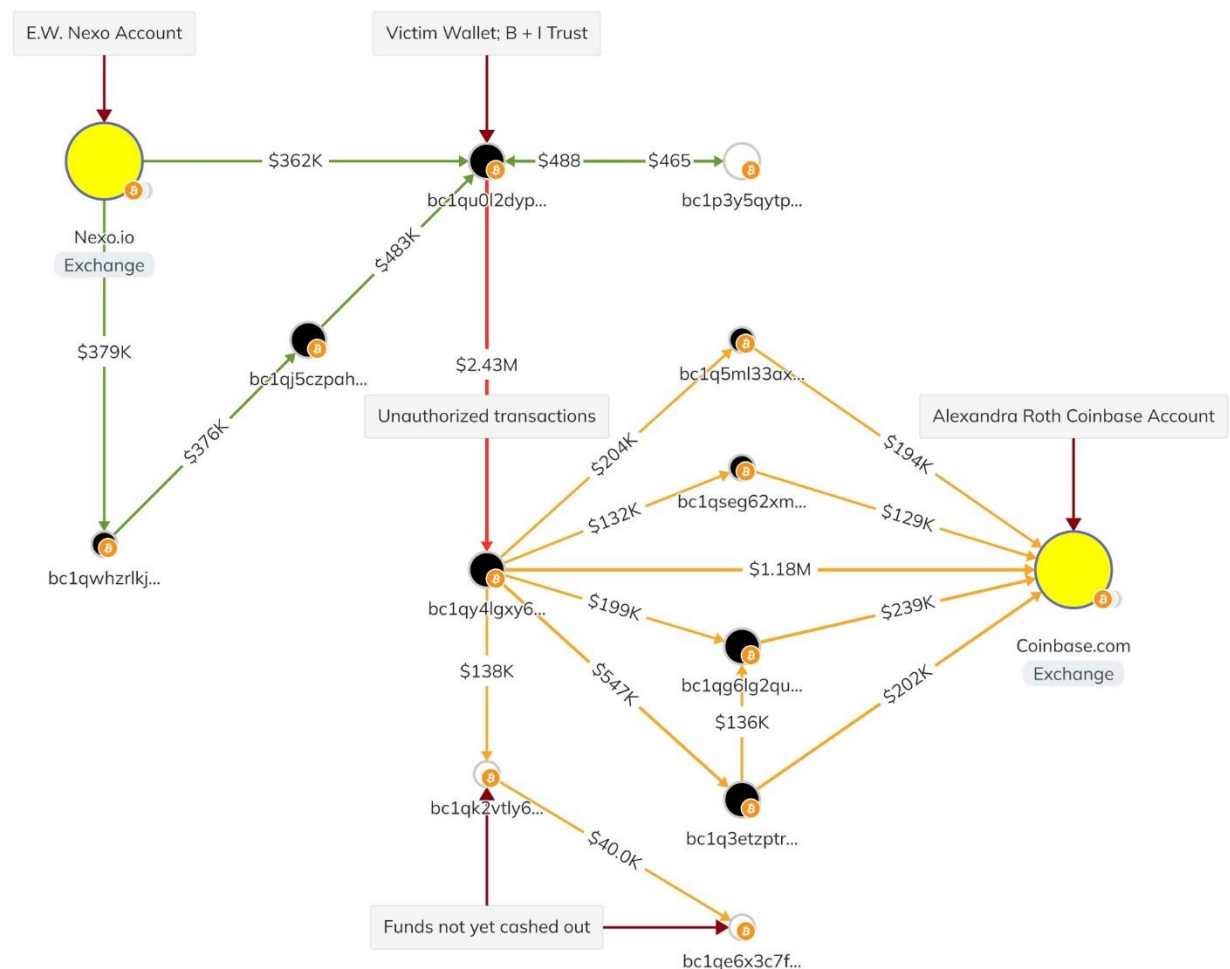 E.W. Nexo Account
Victim Wallet; B + I Trust
$362K
$488
$465
bc1qu0l2dyp...
bc1p3y5qytp...
Nexo.io
Exchange
$483K
$379K
bc1qj5czpah...
$2.43M
bc1q5ml33ax...
Unauthorized transactions
Alexandra Roth Coinbase Account
$376K
$204K
$194K
bc1qseg62xm...
$132K
$129K
bc1qwhzrlkj...
$1.18M
bc1qy4lgxy6...
$199K
$239K
Coinbase.com
Exchange
$138K
bc1qg6lg2qu...
$547K
$202K
$136K
bc1qk2vtly6...
bc1q3etzptr...
$40.0K
Funds not yet cashed out
bc1qe6x3c7f...